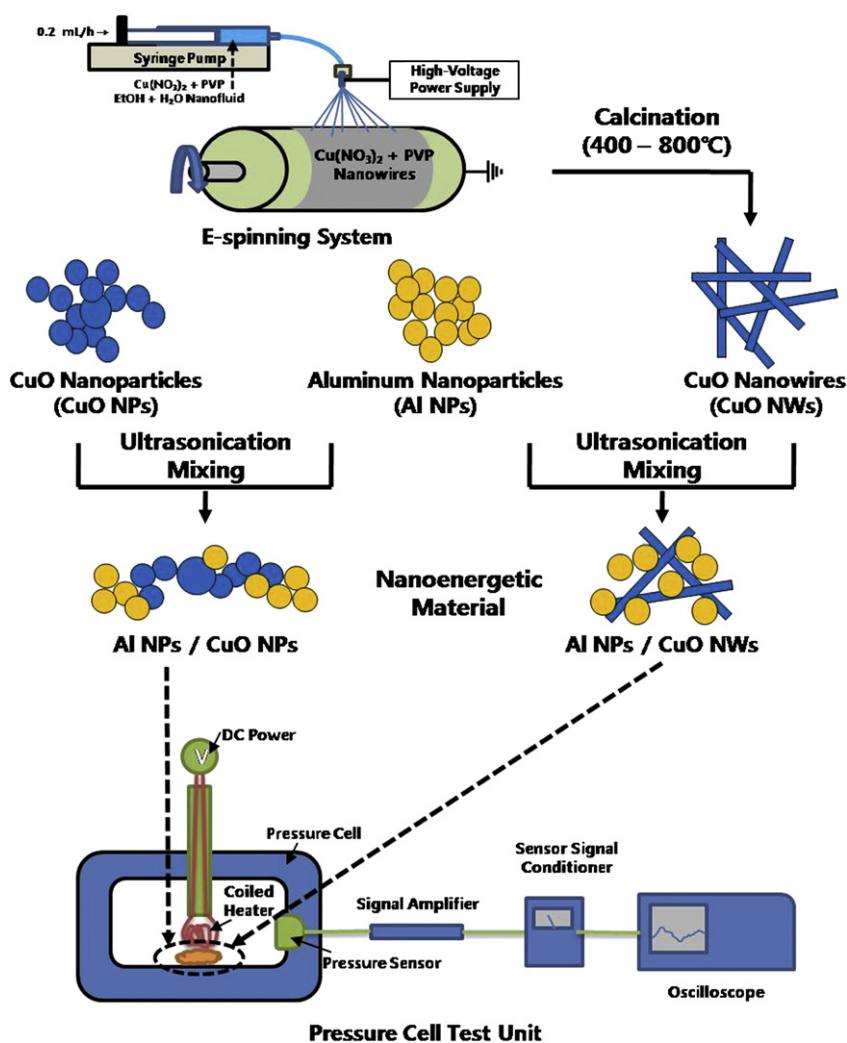 0.2 mL/h
Syringe Pump
Cu(NO₃)₂ + PVP
EtOH + H₂O Nanofluid
High-Voltage
Power Supply
Cu(NO₃)₂ + PVP
Nanowires
E-spinning System
Calcination
(400 – 800℃)
CuO Nanoparticles
(CuO NPs)
Aluminum Nanoparticles
(Al NPs)
CuO Nanowires
(CuO NWs)
Ultrasonication
Mixing
Ultrasonication
Mixing
Nanoenergetic
Material
Al NPs / CuO NPs
Al NPs / CuO NWs
DC Power
V
Pressure Cell
Coiled
Heater
Pressure Sensor
Signal Amplifier
Sensor Signal
Conditioner
Oscilloscope
Pressure Cell Test Unit